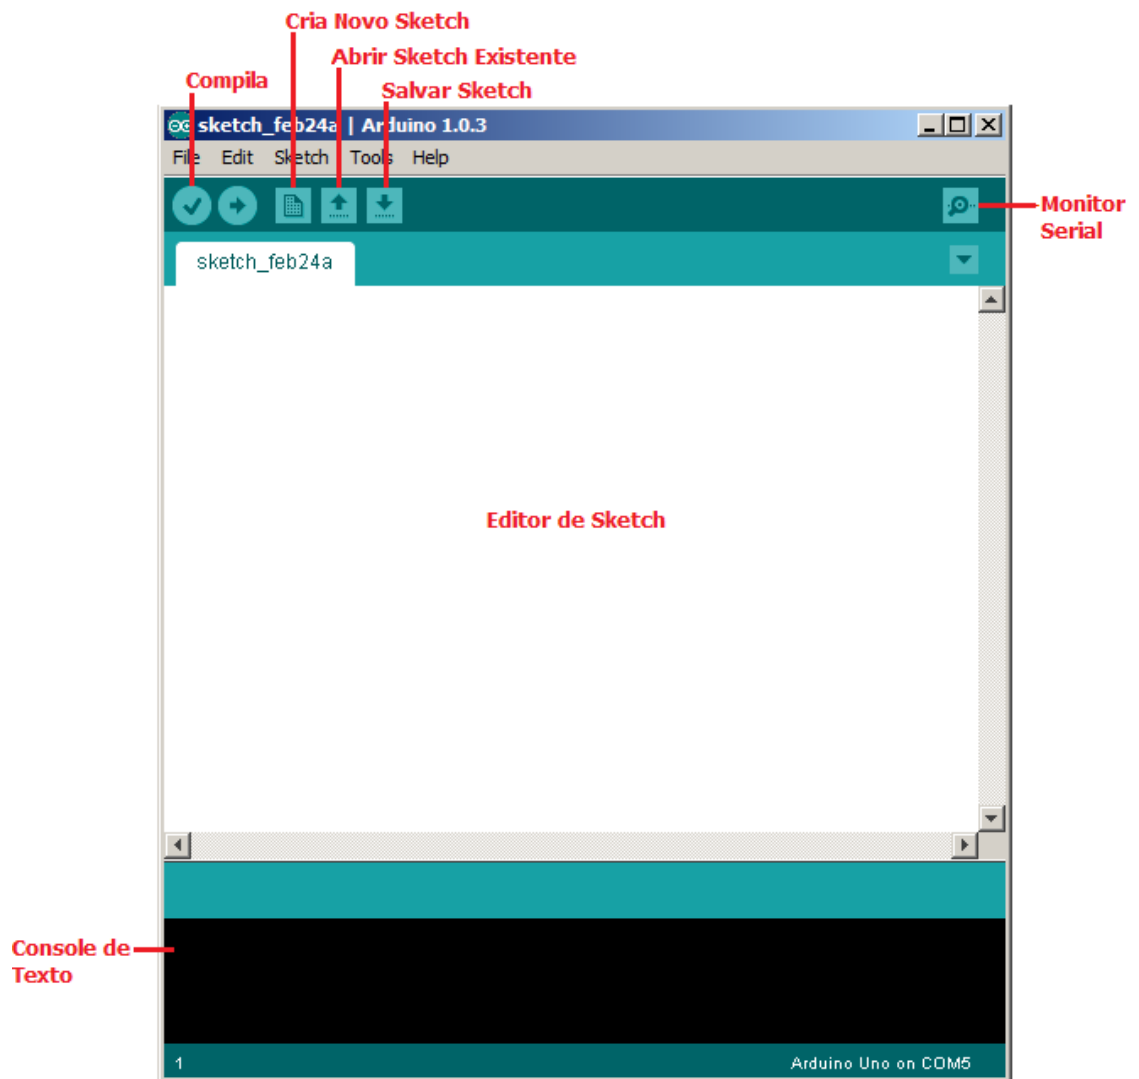 Cria Novo Sketch
Abrir Sketch Existente
Compila
Salvar Sketch
sketch_feb24a | Arduino 1.0.3
File Edit Sketch Tools Help
Monitor
Serial
sketch_feb24a
Editor de Sketch
Console de
Texto
1
Arduino Uno on COM5